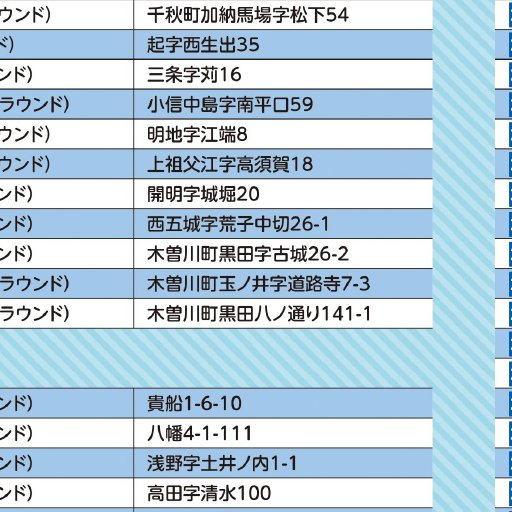 ウンド) 千秋町加納馬場字松下54
ド) 起字西生出35
ンド) 三条字苅16
ラウンド) 小信中島字南平口59
ウンド) 明地字江端8
ウンド) 上祖父江字高須賀18
ンド) 開明字城堀20
ンド) 西五城字荒子中切26-1
ンド) 木曽川町黒田字古城26-2
ラウンド) 木曽川町玉ノ井字道路寺7-3
ラウンド) 木曽川町黒田八ノ通り141-1
ンド) 貴船1-6-10
ンド) 八幡4-1-111
ンド) 浅野字土井ノ内1-1
ンド) 高田字清水100